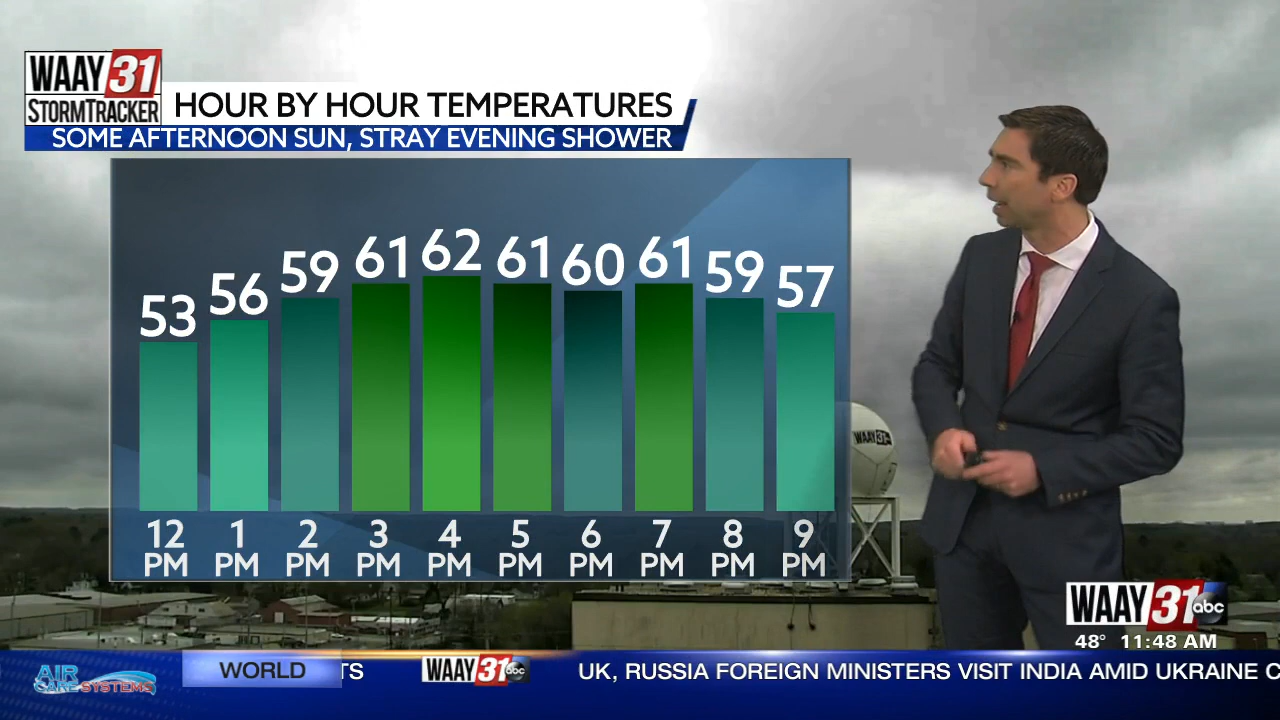 WAAY 31
STORMTRACKER
HOUR BY HOUR TEMPERATURES
SOME AFTERNOON SUN, STRAY EVENING SHOWER
53 56 59 61 62 61 60 61 59 57
12 PM 1 PM 2 PM 3 PM 4 PM 5 PM 6 PM 7 PM 8 PM 9 PM
WAAY 31
WAAY 31 abc
48° 11:48 AM
AIR CARE SYSTEMS
WORLD TS WAAY 31 abc UK, RUSSIA FOREIGN MINISTERS VISIT INDIA AMID UKRAINE C